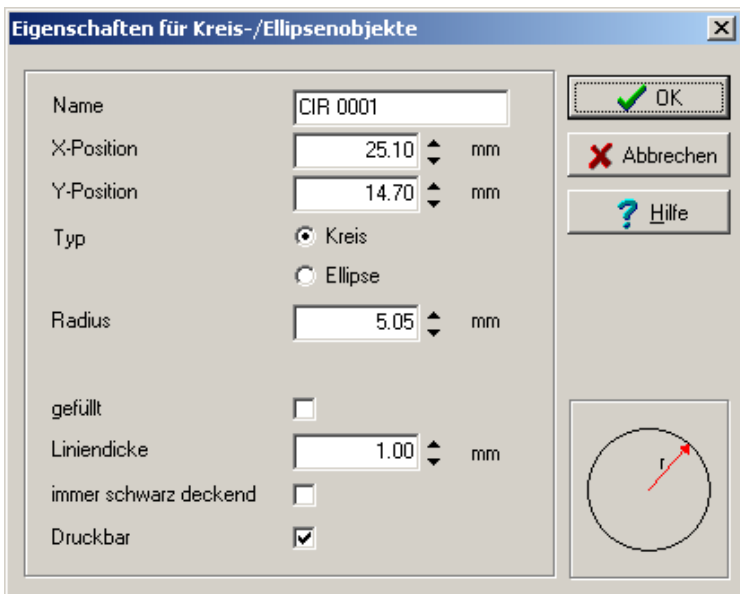 Eigenschaften für Kreis-/Ellipsenobjekte
Name CIR 0001
X-Position 25.10 mm
Y-Position 14.70 mm
Typ Kreis
Ellipse
Radius 5.05 mm
gefüllt
Liniendicke 1.00 mm
immer schwarz deckend
Druckbar
OK
Abbrechen
Hilfe
r